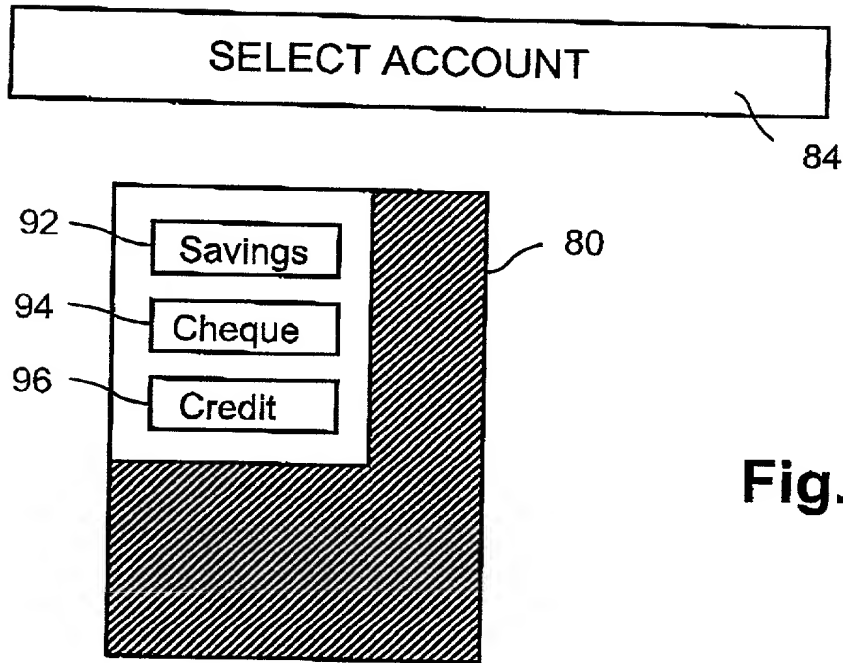 SELECT ACCOUNT
84
92
Savings
80
94
Cheque
96
Credit
Fig.